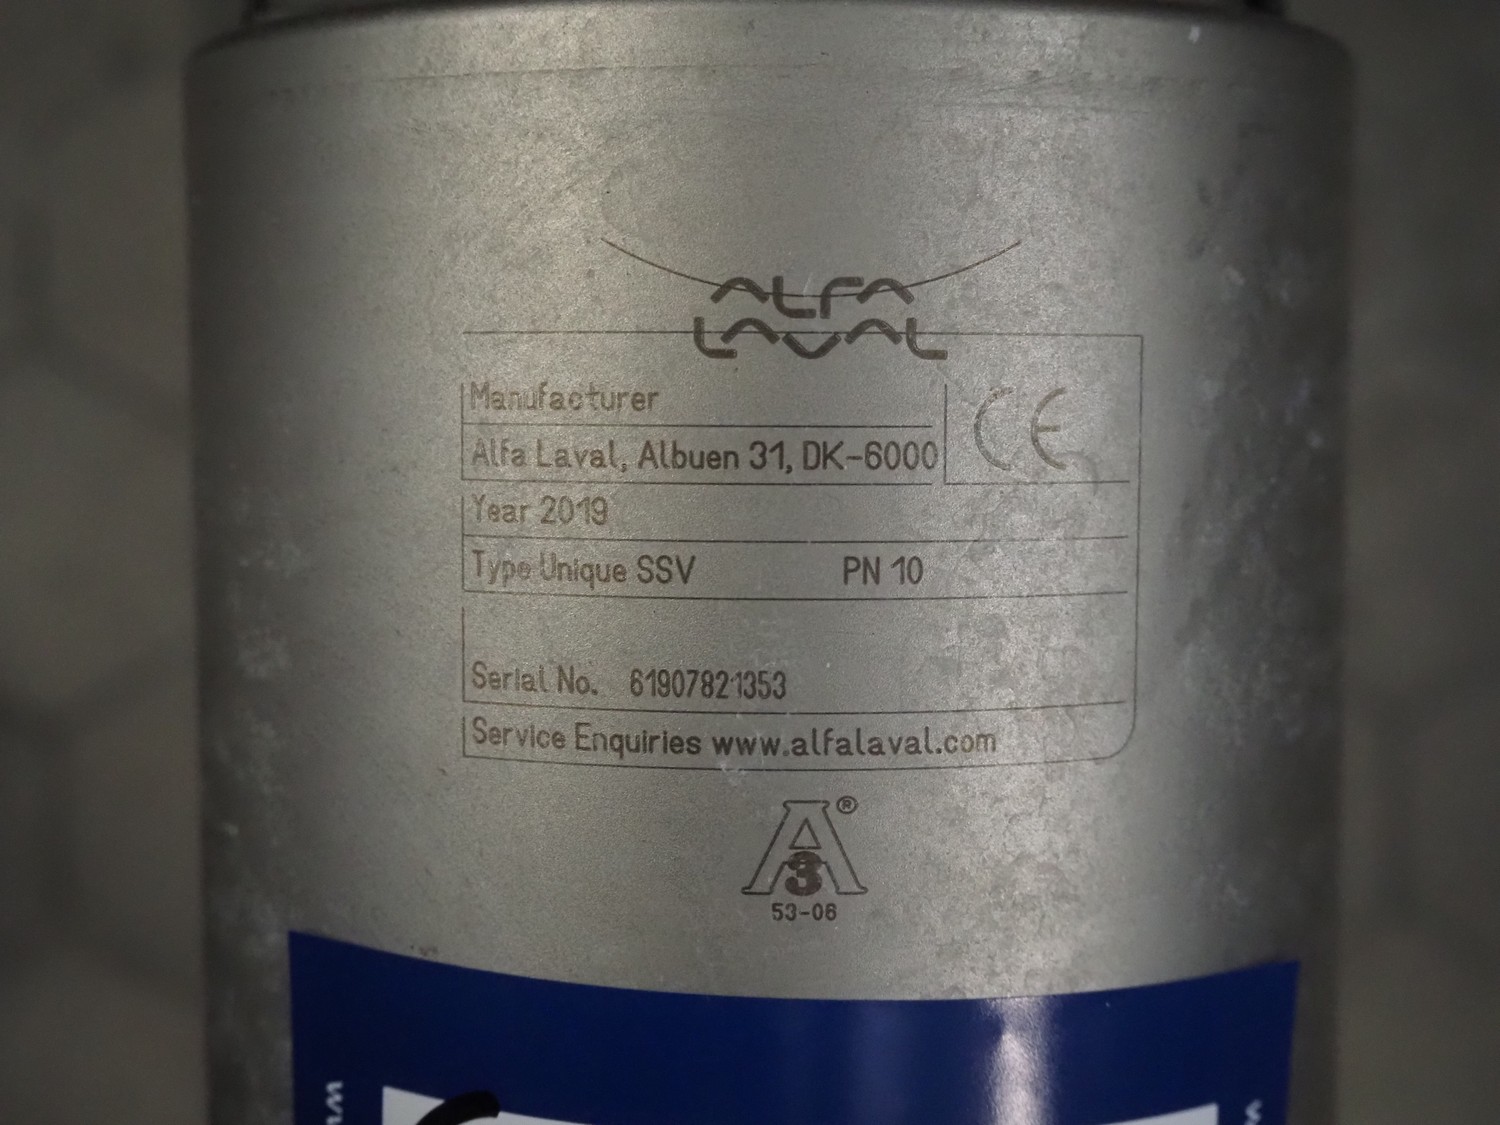 ALFA
LAVAL
Manufacturer
CE
Alfa Laval, Albuen 31, DK-6000
Year 2019
Type Unique SSV PN 10
Serial No. 61907821353
Service Enquiries www.alfalaval.com
A ®
3
53-06